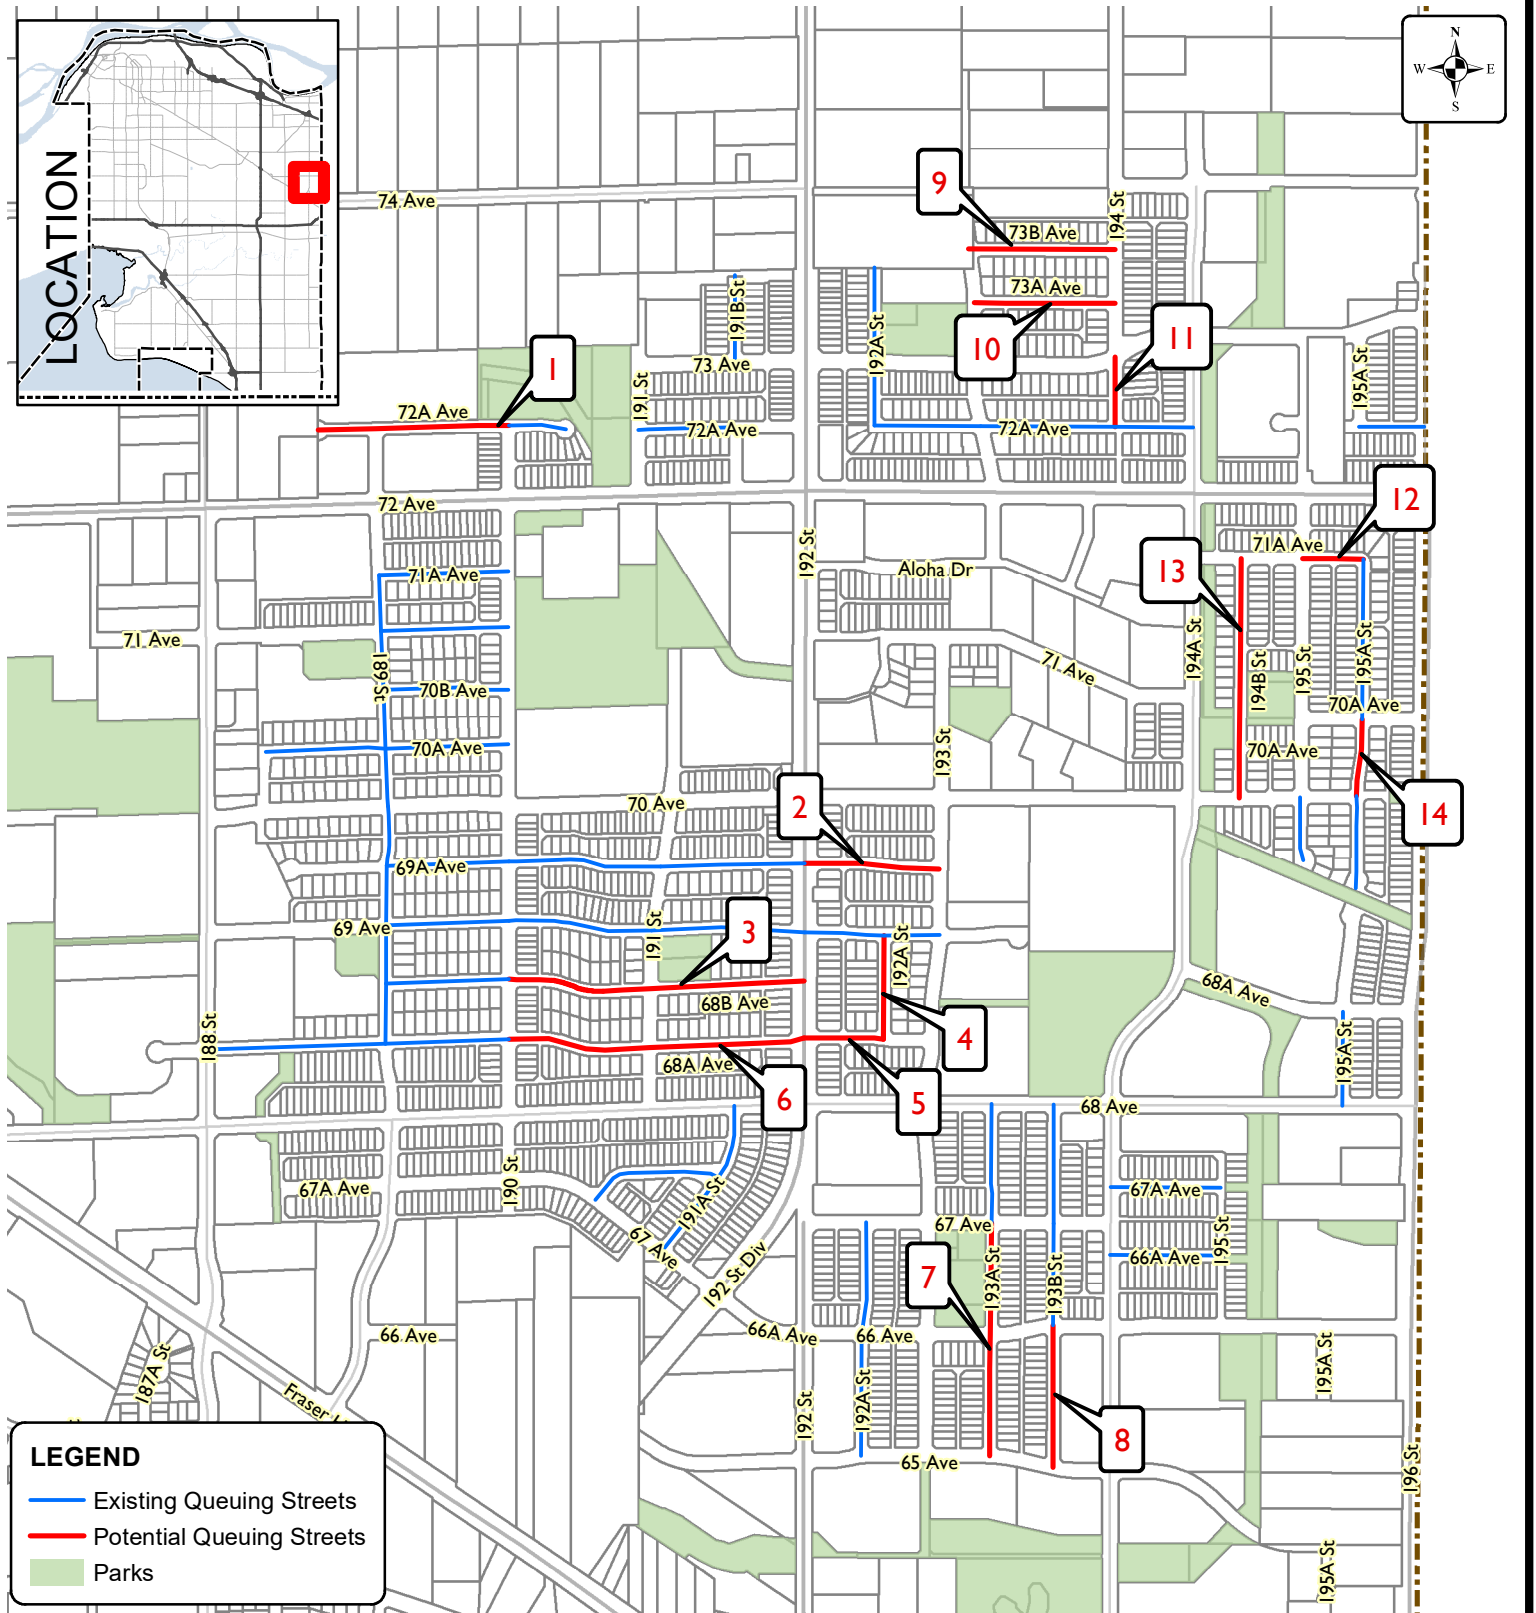 N
W E
S
LOCATION
74 Ave
9
194 St
73B Ave
73A Ave
191B St
192A St
10
11
73 Ave
195A St
1
191 St
72A Ave
72A Ave
72A Ave
72 Ave
12
192 St
71A Ave
13
Aloha Dr
71A Ave
71 Ave
189 St
194A St
195 St
195A St
71 Ave
194B St
70B Ave
70A Ave
70A Ave
193 St
70A Ave
70 Ave
2
14
69A Ave
69 Ave
191 St
3
192A St
68A Ave
68B Ave
188 St
4
195A St
68A Ave
6
5
68 Ave
190 St
67A Ave
191A St
67A Ave
67 Ave
195 St
67 Ave
192 St Div
7
193A St
193B St
66A Ave
66 Ave
66A Ave
66 Ave
187A St
195A St
Fraser
192 St
192A St
8
65 Ave
196 St
195A St
LEGEND
Existing Queuing Streets
Potential Queuing Streets
Parks